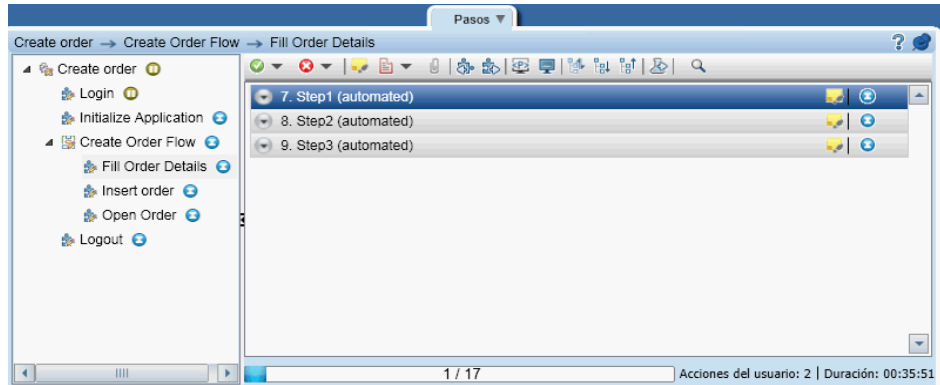 Pasos
Create order → Create Order Flow → Fill Order Details
Create order
Login
Initialize Application
Create Order Flow
Fill Order Details
Insert order
Open Order
Logout
7. Step1 (automated)
8. Step2 (automated)
9. Step3 (automated)
1 / 17
Acciones del usuario: 2 | Duración: 00:35:51